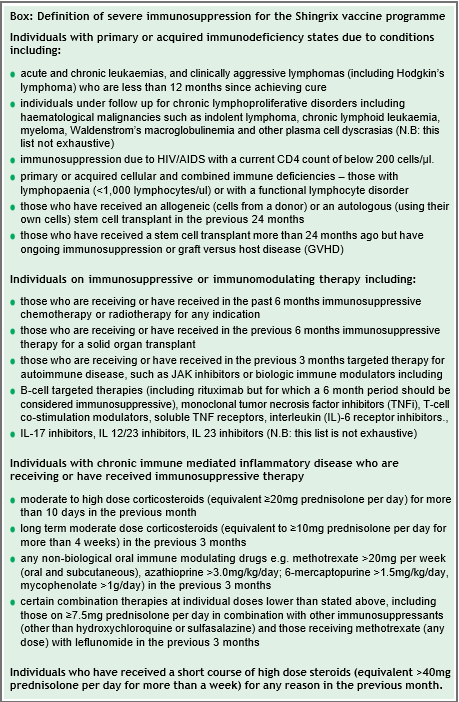 Box: Definition of severe immunosuppression for the Shingrix vaccine programme
Individuals with primary or acquired immunodeficiency states due to conditions
including:
● acute and chronic leukaemias, and clinically aggressive lymphomas (including Hodgkin's
lymphoma) who are less than 12 months since achieving cure
● individuals under follow up for chronic lymphoproliferative disorders including
haematological malignancies such as indolent lymphoma, chronic lymphoid leukaemia,
myeloma, Waldenstrom's macroglobulinemia and other plasma cell dyscrasias (N.B: this
list not exhaustive)
● immunosuppression due to HIV/AIDS with a current CD4 count of below 200 cells/µl.
● primary or acquired cellular and combined immune deficiencies – those with
lymphopaenia (<1,000 lymphocytes/ul) or with a functional lymphocyte disorder
● those who have received an allogeneic (cells from a donor) or an autologous (using their
own cells) stem cell transplant in the previous 24 months
● those who have received a stem cell transplant more than 24 months ago but have
ongoing immunosuppression or graft versus host disease (GVHD)
Individuals on immunosuppressive or immunomodulating therapy including:
● those who are receiving or have received in the past 6 months immunosuppressive
chemotherapy or radiotherapy for any indication
● those who are receiving or have received in the previous 6 months immunosuppressive
therapy for a solid organ transplant
● those who are receiving or have received in the previous 3 months targeted therapy for
autoimmune disease, such as JAK inhibitors or biologic immune modulators including
● B-cell targeted therapies (including rituximab but for which a 6 month period should be
considered immunosuppressive), monoclonal tumor necrosis factor inhibitors (TNFi), T-cell
co-stimulation modulators, soluble TNF receptors, interleukin (IL)-6 receptor inhibitors.,
● IL-17 inhibitors, IL 12/23 inhibitors, IL 23 inhibitors (N.B: this list is not exhaustive)
Individuals with chronic immune mediated inflammatory disease who are
receiving or have received immunosuppressive therapy
● moderate to high dose corticosteroids (equivalent ≥20mg prednisolone per day) for more
than 10 days in the previous month
● long term moderate dose corticosteroids (equivalent to ≥10mg prednisolone per day for
more than 4 weeks) in the previous 3 months
● any non-biological oral immune modulating drugs e.g. methotrexate >20mg per week
(oral and subcutaneous), azathioprine >3.0mg/kg/day; 6-mercaptopurine >1.5mg/kg/day,
mycophenolate >1g/day) in the previous 3 months
● certain combination therapies at individual doses lower than stated above, including
those on ≥7.5mg prednisolone per day in combination with other immunosuppressants
(other than hydroxychloroquine or sulfasalazine) and those receiving methotrexate (any
dose) with leflunomide in the previous 3 months
Individuals who have received a short course of high dose steroids (equivalent >40mg
prednisolone per day for more than a week) for any reason in the previous month.